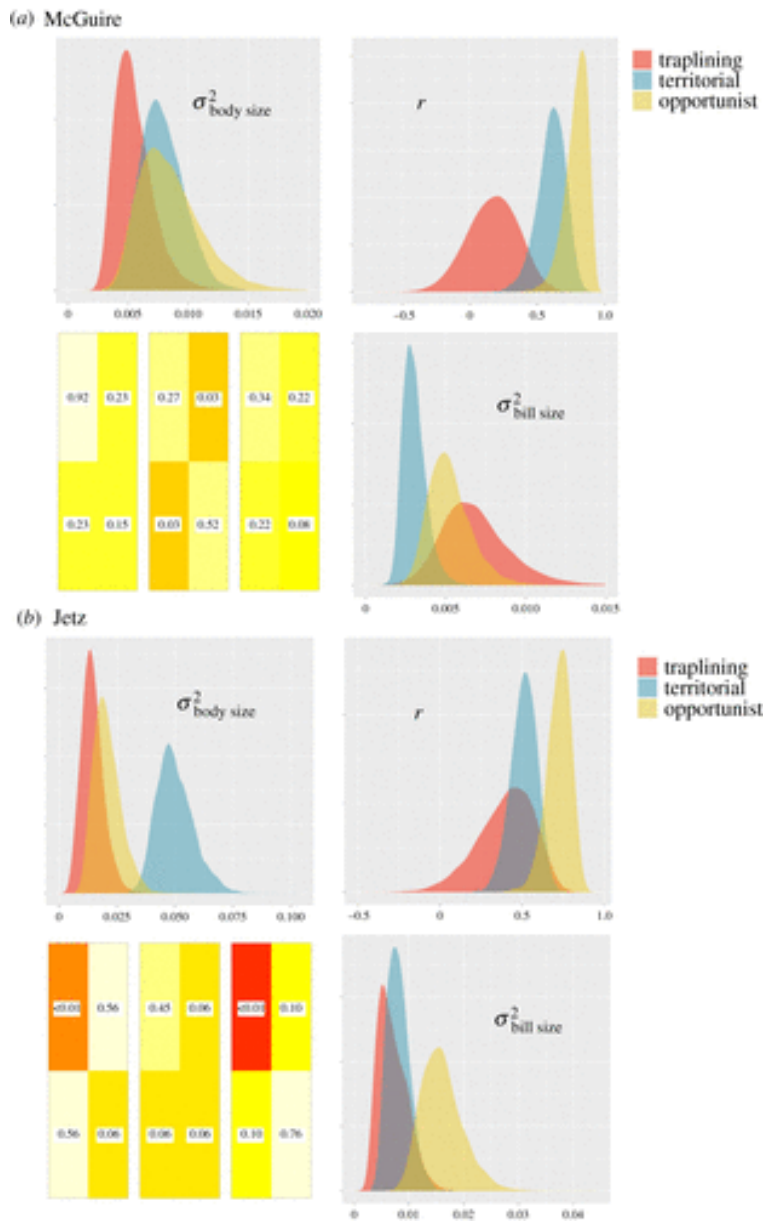 (a) McGuire
σ²body size
r
traplining
territorial
opportunist
0 0.005 0.010 0.015 0.020
-0.5 0 0.5 1.0
0.92 0.23 0.27 0.03 0.34 0.22
0.23 0.15 0.03 0.52 0.22 0.08
σ²bill size
0 0.005 0.010 0.015
(b) Jetz
σ²body size
r
traplining
territorial
opportunist
0 0.025 0.050 0.075 0.100
-0.5 0 0.5 1.0
<0.01 0.56 0.45 0.06 <0.01 0.10
0.56 0.06 0.06 0.06 0.10 0.76
σ²bill size
0 0.01 0.02 0.03 0.04